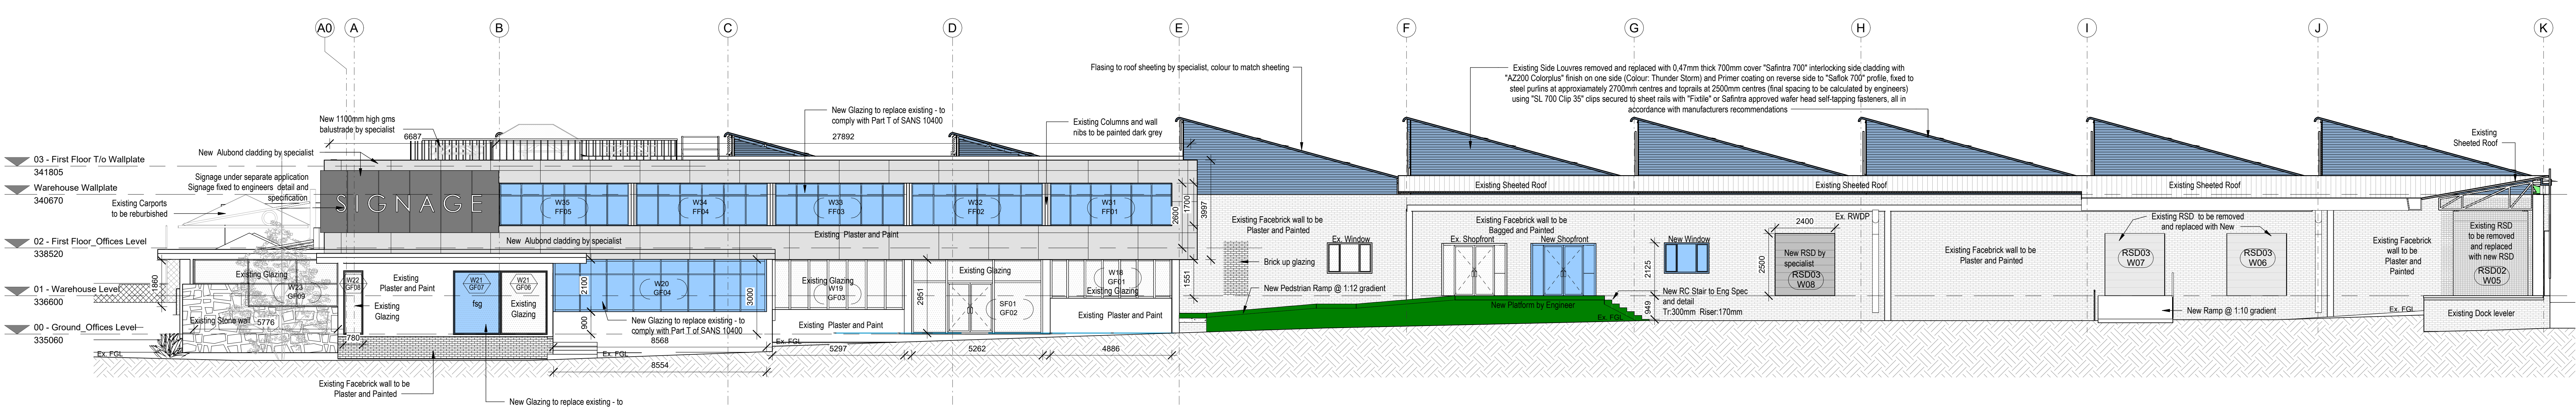 A0
A
B
C
D
E
F
G
H
I
J
K
Flasing to roof sheeting by specialist, colour to match sheeting
Existing Side Louvres removed and replaced with 0,47mm thick 700mm cover "Safintra 700" interlocking side cladding with
"AZ200 Colorplus" finish on one side (Colour: Thunder Storm) and Primer coating on reverse side to "Saflok 700" profile, fixed to
steel purlins at approxiamately 2700mm centres and toprails at 2500mm centres (final spacing to be calculated by engineers)
using "SL 700 Clip 35" clips secured to sheet rails with "Fixtile" or Safintra approved wafer head self-tapping fasteners, all in
accordance with manufacturers recommendations
New 1100mm high gms
balustrade by specialist
6687
New Glazing to replace existing - to
comply with Part T of SANS 10400
27892
Existing Columns and wall
nibs to be painted dark grey
Existing
Sheeted Roof
03 - First Floor T/o Wallplate
341805
Warehouse Wallplate
340670
02 - First Floor_Offices Level
338520
01 - Warehouse Level
336600
00 - Ground_Offices Level
335060
New Alubond cladding by specialist
Signage under separate application
Signage fixed to engineers detail and
specification
Existing Carports
to be reburbished
SIGNAGE
W35
FF05
W34
FF04
W33
FF03
W32
FF02
W31
FF01
2600
1700
3997
Existing Sheeted Roof
Existing Sheeted Roof
Existing Sheeted Roof
New Alubond cladding by specialist
Existing Plaster and Paint
Existing Facebrick wall to be
Plaster and Painted
Ex. Window
Brick up glazing
Existing Facebrick wall to be
Bagged and Painted
Ex. Shopfront
New Shopfront
New Window
2125
2400
2500
Ex. RWDP
New RSD by
specialist
RSD03
W08
Existing Facebrick wall to be
Plaster and Painted
Existing RSD to be removed
and replaced with New
RSD03
W07
RSD03
W06
Existing Facebrick
wall to be
Plaster and
Painted
Existing RSD
to be removed
and replaced
with new RSD
RSD02
W05
1860
Existing Glazing
W23
GF09
Existing Stone wall
5776
W22
GF08
Existing
Plaster and Paint
Existing
Glazing
780
W21
GF07
fsg
W21
GF06
Existing
Glazing
2100
900
W20
GF04
3000
New Glazing to replace existing - to
comply with Part T of SANS 10400
8568
8554
Existing Glazing
W19
GF03
Existing Plaster and Paint
5297
2951
Existing Glazing
SF01
GF02
5262
W18
GF01
Existing Glazing
Existing Plaster and Paint
4886
1551
New Pedstrian Ramp @ 1:12 gradient
New Platform by Engineer
New RC Stair to Eng Spec
and detail
Tr:300mm Riser:170mm
949
Ex. FGL
New Ramp @ 1:10 gradient
Ex. FGL
Existing Dock leveler
Ex. FGL
Ex. FGL
Ex. FGL
Existing Facebrick wall to be
Plaster and Painted
New Glazing to replace existing - to